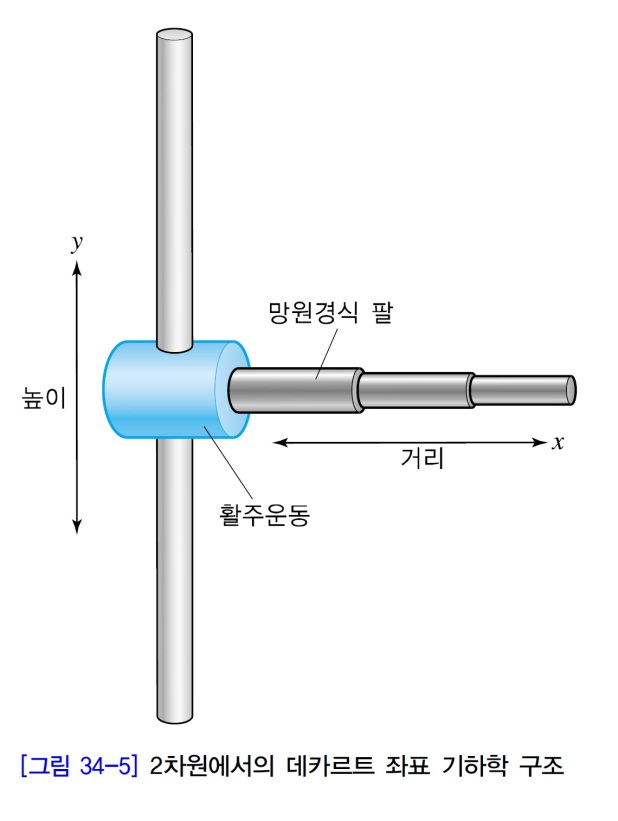 y
망원경식 팔
높이
x
거리
활주운동
[그림 34-5] 2차원에서의 데카르트 좌표 기하학 구조